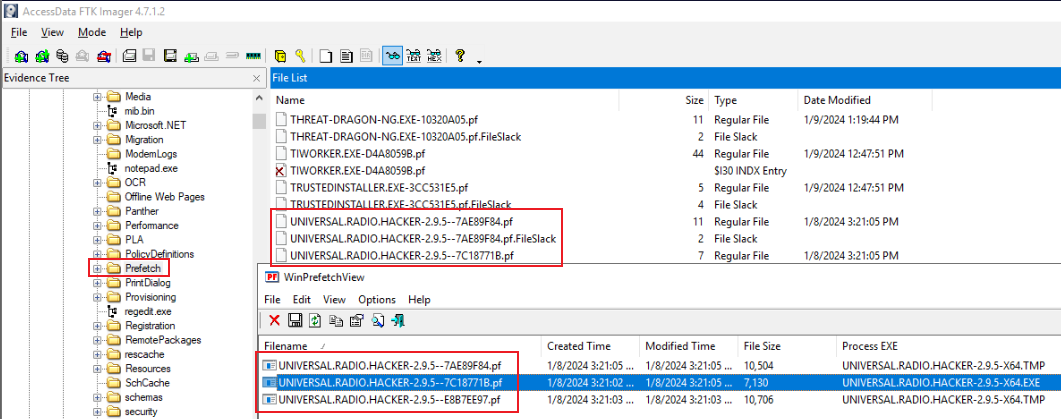 AccessData FTK Imager 4.7.1.2
File View Mode Help
Evidence Tree
Media
mib.bin
Microsoft.NET
Migration
ModemLogs
notepad.exe
OCR
Offline Web Pages
Panther
Performance
PLA
PolicyDefinitions
Prefetch
PrintDialog
Provisioning
regedit.exe
Registration
RemotePackages
rescache
Resources
SchCache
schemas
security
File List
Name Size Type Date Modified
THREAT-DRAGON-NG.EXE-10320A05.pf 11 Regular File 1/9/2024 1:19:44 PM
THREAT-DRAGON-NG.EXE-10320A05.pf.FileSlack 2 File Slack
TIWORKER.EXE-D4A8059B.pf 44 Regular File 1/9/2024 12:47:51 PM
TIWORKER.EXE-D4A8059B.pf $I30 INDX Entry
TRUSTEDINSTALLER.EXE-3CC531E5.pf 5 Regular File 1/9/2024 12:47:51 PM
TRUSTEDINSTALLER.EXE-3CC531E5.pf.FileSlack 4 File Slack
UNIVERSAL.RADIO.HACKER-2.9.5--7AE89F84.pf 11 Regular File 1/8/2024 3:21:05 PM
UNIVERSAL.RADIO.HACKER-2.9.5--7AE89F84.pf.FileSlack 2 File Slack
UNIVERSAL.RADIO.HACKER-2.9.5--7C18771B.pf 7 Regular File 1/8/2024 3:21:05 PM
PF WinPrefetchView
File Edit View Options Help
Filename / Created Time Modified Time File Size Process EXE
UNIVERSAL.RADIO.HACKER-2.9.5--7AE89F84.pf 1/8/2024 3:21:05 ... 1/8/2024 3:21:05 ... 10,504 UNIVERSAL.RADIO.HACKER-2.9.5-X64.TMP
UNIVERSAL.RADIO.HACKER-2.9.5--7C18771B.pf 1/8/2024 3:21:02 ... 1/8/2024 3:21:05 ... 7,130 UNIVERSAL.RADIO.HACKER-2.9.5-X64.EXE
UNIVERSAL.RADIO.HACKER-2.9.5--E8B7EE97.pf 1/8/2024 3:21:03 ... 1/8/2024 3:21:03 ... 10,706 UNIVERSAL.RADIO.HACKER-2.9.5-X64.TMP